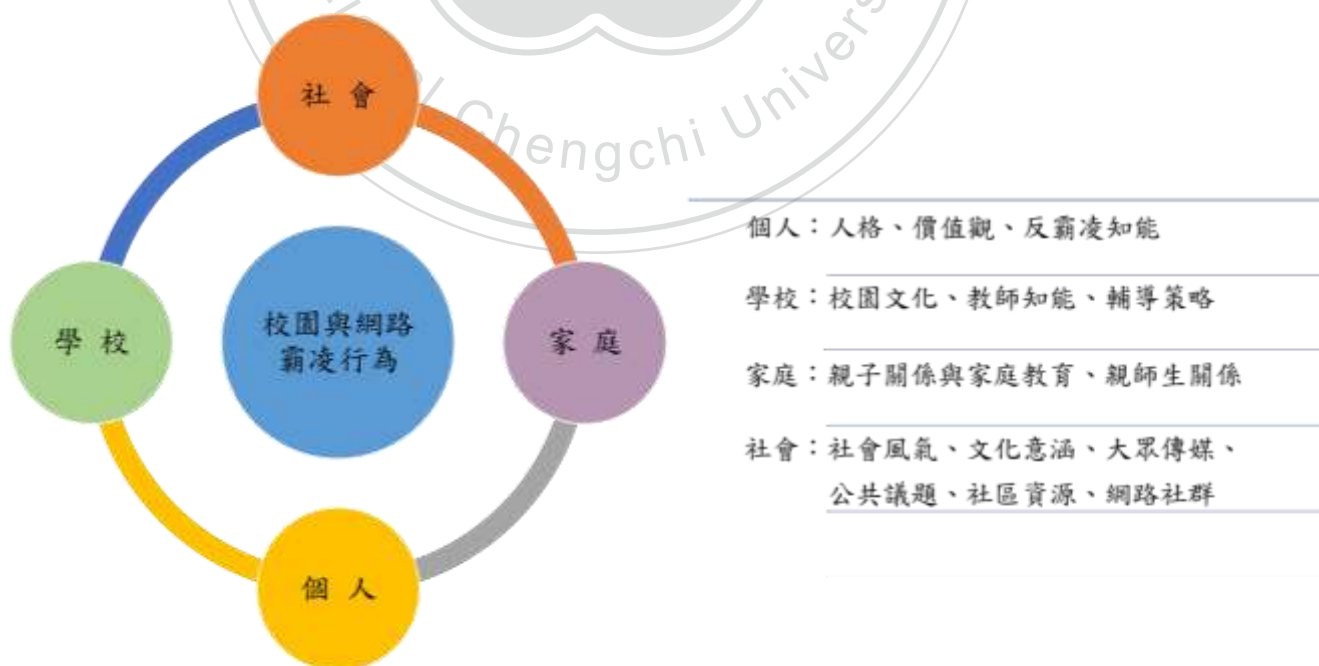 Chengchi Univers
社 會
學 校
校園與網路
霸凌行為
家 庭
個 人
個人：人格、價值觀、反霸凌知能
學校：校園文化、教師知能、輔導策略
家庭：親子關係與家庭教育、親師生關係
社會：社會風氣、文化意涵、大眾傳媒、
公共議題、社區資源、網路社群